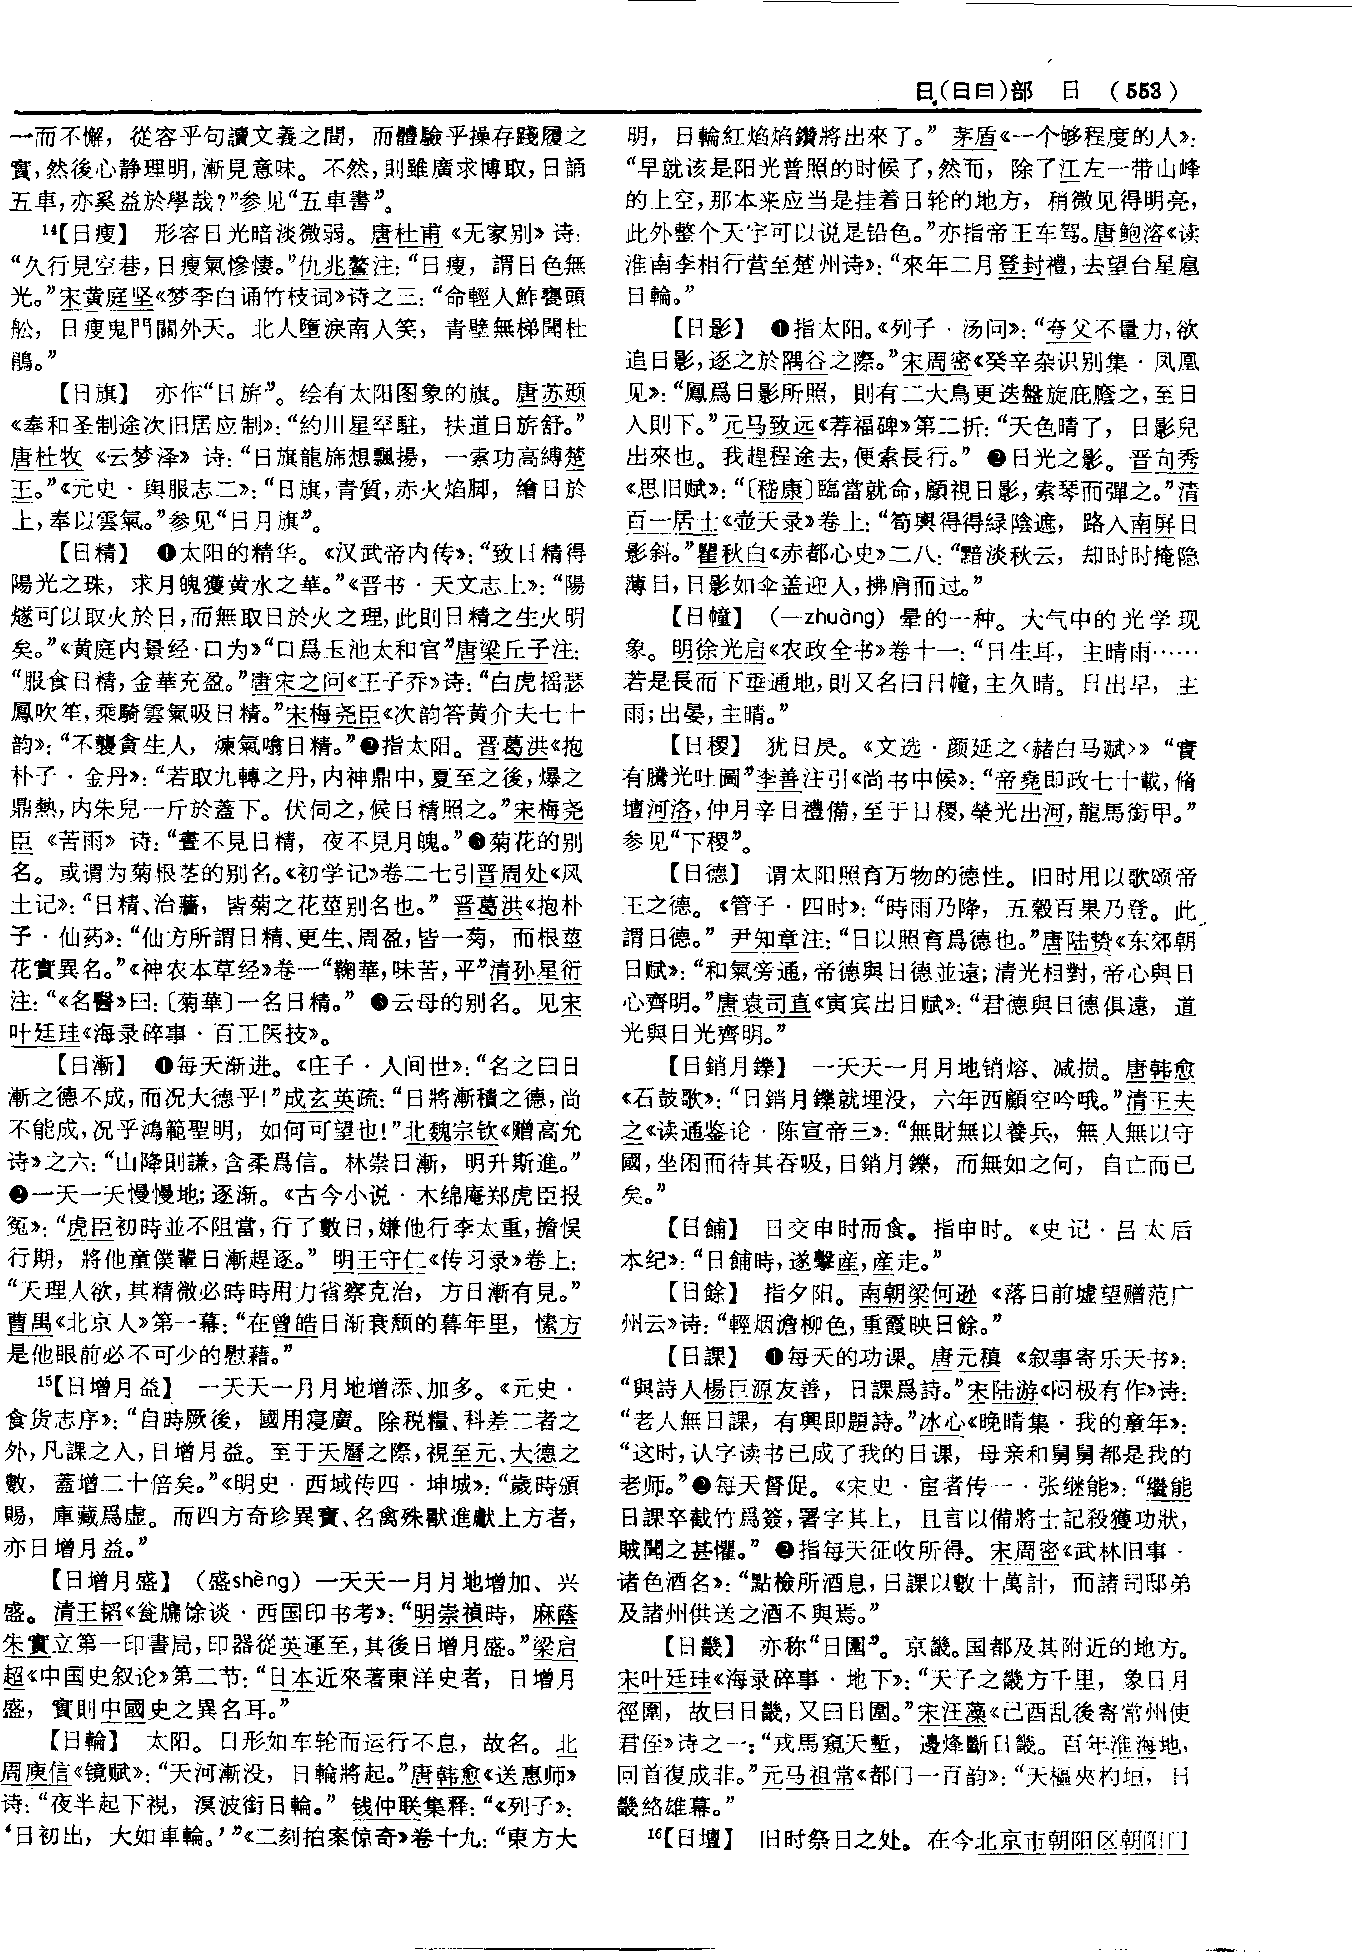 日(日曰)部　日　(553)
一而不懈，從容乎句讀文義之間，而體驗乎操存踐履之
實，然後心静理明，漸見意味。不然，則雖廣求博取，日誦
五車，亦奚益於學哉？”参见“五車書”。
14【日瘦】　形容日光暗淡微弱。唐杜甫《无家别》诗：
“久行見空巷，日瘦氣慘悽。”仇兆鳌注：“日瘦，謂日色無
光。”宋黄庭坚《梦李白诵竹枝词》诗之三：“命輕人鮓甕頭
舩，日瘦鬼門關外天。北人墮淚南人笑，青壁無梯聞杜
鵑。”
【日旗】　亦作“日旂”。绘有太阳图象的旗。唐苏颋
《奉和圣制途次旧居应制》：“約川星罕駐，扶道日旂舒。”
唐杜牧《云梦泽》诗：“日旗龍旆想飄揚，一索功高縛楚
王。”《元史·舆服志二》：“日旗，青質，赤火焰脚，繪日於
上，奉以雲氣。”参见“日月旗”。
【日精】　❶太阳的精华。《汉武帝内传》：“致日精得
陽光之珠，求月魄獲黄水之華。”《晋书·天文志上》：“陽
燧可以取火於日，而無取日於火之理，此則日精之生火明
矣。”《黄庭内景经·口为》“口爲玉池太和官”唐梁丘子注：
“服食日精，金華充盈。”唐宋之问《王子乔》诗：“白虎摇瑟
鳳吹笙，乘騎雲氣吸日精。”宋梅尧臣《次韵答黄介夫七十
韵》：“不襲貪生人，煉氣噏日精。”❷指太阳。晋葛洪《抱
朴子·金丹》：“若取九轉之丹，内神鼎中，夏至之後，爆之
鼎熱，内朱兒一斤於蓋下。伏伺之，候日精照之。”宋梅尧
臣《苦雨》诗：“晝不見日精，夜不見月魄。”❸菊花的别
名。或谓为菊根茎的别名。《初学记》卷二七引晋周处《风
土记》：“日精、治蘠，皆菊之花莖别名也。”晋葛洪《抱朴
子·仙药》：“仙方所謂日精、更生、周盈，皆一菊，而根莖
花實異名。”《神农本草经》卷一“鞠華，味苦，平”清孙星衍
注：“《名醫》曰：〔菊華〕一名日精。”❹云母的别名。见宋
叶廷珪《海录碎事·百工医技》。
【日漸】　❶每天渐进。《庄子·人间世》：“名之曰日
漸之德不成，而况大德乎！”成玄英疏：“日將漸積之德，尚
不能成，况乎鴻範聖明，如何可望也！”北魏宗钦《赠高允
诗》之六：“山降則謙，含柔爲信。林崇日漸，明升斯進。”
❷一天一天慢慢地；逐渐。《古今小说·木绵庵郑虎臣报
冤》：“虎臣初時並不阻當，行了數日，嫌他行李太重，擔悮
行期，將他童僕輩日漸趕逐。”明王守仁《传习录》卷上：
“天理人欲，其精微必時時用力省察克治，方日漸有見。”
曹禺《北京人》第一幕：“在曾皓日渐衰颓的暮年里，愫方
是他眼前必不可少的慰藉。”
15【日增月益】　一天天一月月地增添、加多。《元史·
食货志序》：“自時厥後，國用寖廣。除税糧、科差二者之
外，凡課之入，日增月益。至于天曆之際，視至元、大德之
數，蓋增二十倍矣。”《明史·西域传四·坤城》：“歲時頒
賜，庫藏爲虚。而四方奇珍異寶、名禽殊獸進獻上方者，
亦日增月益。”
【日增月盛】（盛shèng）一天天一月月地增加、兴
盛。清王韬《瓮牖馀谈·西国印书考》：“明崇禎時，麻蔭
朱實立第一印書局，印器從英運至，其後日增月盛。”梁启
超《中国史叙论》第二节：“日本近來著東洋史者，日增月
盛，實則中國史之異名耳。”
【日輪】　太阳。日形如车轮而运行不息，故名。北
周庾信《镜赋》：“天河漸没，日輪將起。”唐韩愈《送惠师》
诗：“夜半起下視，溟波銜日輪。”钱仲联集释：“《列子》：
‘日初出，大如車輪。’”《二刻拍案惊奇》卷十九：“東方大
明，日輪紅焰焰鑽將出來了。”茅盾《一个够程度的人》：
“早就该是阳光普照的时候了，然而，除了江左一带山峰
的上空，那本来应当是挂着日轮的地方，稍微见得明亮，
此外整个天宇可以说是铅色。”亦指帝王车驾。唐鲍溶《读
淮南李相行营至楚州诗》：“來年二月登封禮，去望台星扈
日輪。”
【日影】　❶指太阳。《列子·汤问》：“夸父不量力，欲
追日影，逐之於隅谷之際。”宋周密《癸辛杂识别集·凤凰
见》：“鳳爲日影所照，則有二大鳥更迭盤旋庇廕之，至日
入則下。”元马致远《荐福碑》第二折：“天色晴了，日影兒
出來也。我趕程途去，便索長行。”❷日光之影。晋向秀
《思旧赋》：“〔嵇康〕臨當就命，顧視日影，索琴而彈之。”清
百一居士《壶天录》卷上：“筍輿得得緑陰遮，路入南屏日
影斜。”瞿秋白《赤都心史》二八：“黯淡秋云，却时时掩隐
薄日，日影如伞盖迎人，拂肩而过。”
【日幢】（—zhuàng）晕的一种。大气中的光学现
象。明徐光启《农政全书》卷十一：“日生耳，主晴雨……
若是長而下垂通地，則又名曰日幢，主久晴。日出早，主
雨；出晏，主晴。”
【日稷】　犹日昃。《文选·颜延之〈赭白马赋〉》“實
有騰光吐圖”李善注引《尚书中候》：“帝堯即政七十載，脩
壇河洛，仲月辛日禮備，至于日稷，榮光出河，龍馬銜甲。”
参见“下稷”。
【日德】　谓太阳照育万物的德性。旧时用以歌颂帝
王之德。《管子·四时》：“時雨乃降，五穀百果乃登。此
謂日德。”尹知章注：“日以照育爲德也。”唐陆贽《东郊朝
日赋》：“和氣旁通，帝德與日德並遠；清光相對，帝心與日
心齊明。”唐袁司直《寅宾出日赋》：“君德與日德俱遠，道
光與日光齊明。”
【日銷月鑠】　一天天一月月地销熔、减损。唐韩愈
《石鼓歌》：“日銷月鑠就埋没，六年西顧空吟哦。”清王夫
之《读通鉴论·陈宣帝三》：“無財無以養兵，無人無以守
國，坐困而待其吞吸，日銷月鑠，而無如之何，自亡而已
矣。”
【日餔】　日交申时而食。指申时。《史记·吕太后
本纪》：“日餔時，遂擊産，産走。”
【日餘】　指夕阳。南朝梁何逊《落日前墟望赠范广
州云》诗：“輕烟澹柳色，重霞映日餘。”
【日課】　❶每天的功课。唐元稹《叙事寄乐天书》：
“與詩人楊巨源友善，日課爲詩。”宋陆游《闷极有作》诗：
“老人無日課，有興即題詩。”冰心《晚晴集·我的童年》：
“这时，认字读书已成了我的日课，母亲和舅舅都是我的
老师。”❷每天督促。《宋史·宦者传一·张继能》：“繼能
日課卒截竹爲簽，署字其上，且言以備將士記殺獲功狀，
賊聞之甚懼。”❸指每天征收所得。宋周密《武林旧事·
诸色酒名》：“點檢所酒息，日課以數十萬計，而諸司邸弟
及諸州供送之酒不與焉。”
【日畿】　亦称“日圍”。京畿。国都及其附近的地方。
宋叶廷珪《海录碎事·地下》：“天子之畿方千里，象日月
徑圍，故曰日畿，又曰日圍。”宋汪藻《己酉乱後寄常州使
君侄》诗之一：“戎馬窺天塹，邊烽斷日畿。百年淮海地，
回首復成非。”元马祖常《都门一百韵》：“天樞夾杓垣，日
畿絡雄幕。”
16【日壇】　旧时祭日之处。在今北京市朝阳区朝阳门